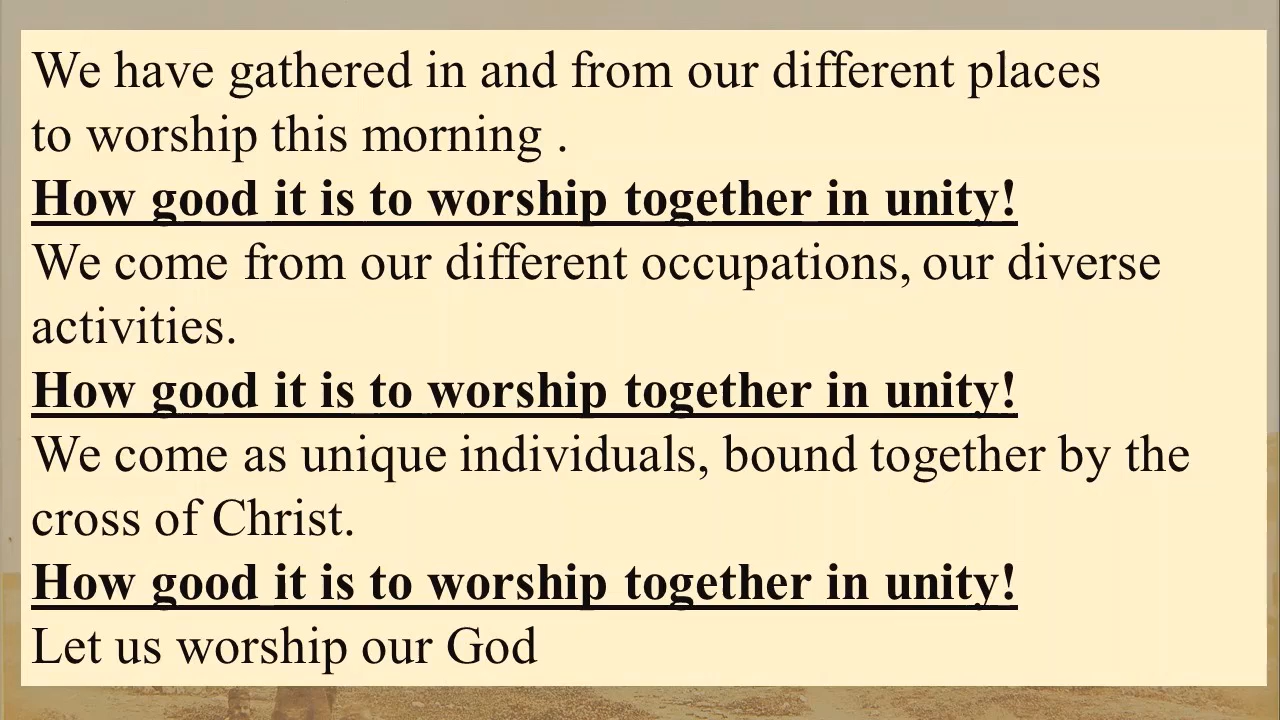 We have gathered in and from our different places
to worship this morning .
How good it is to worship together in unity!
We come from our different occupations, our diverse
activities.
How good it is to worship together in unity!
We come as unique individuals, bound together by the
cross of Christ.
How good it is to worship together in unity!
Let us worship our God